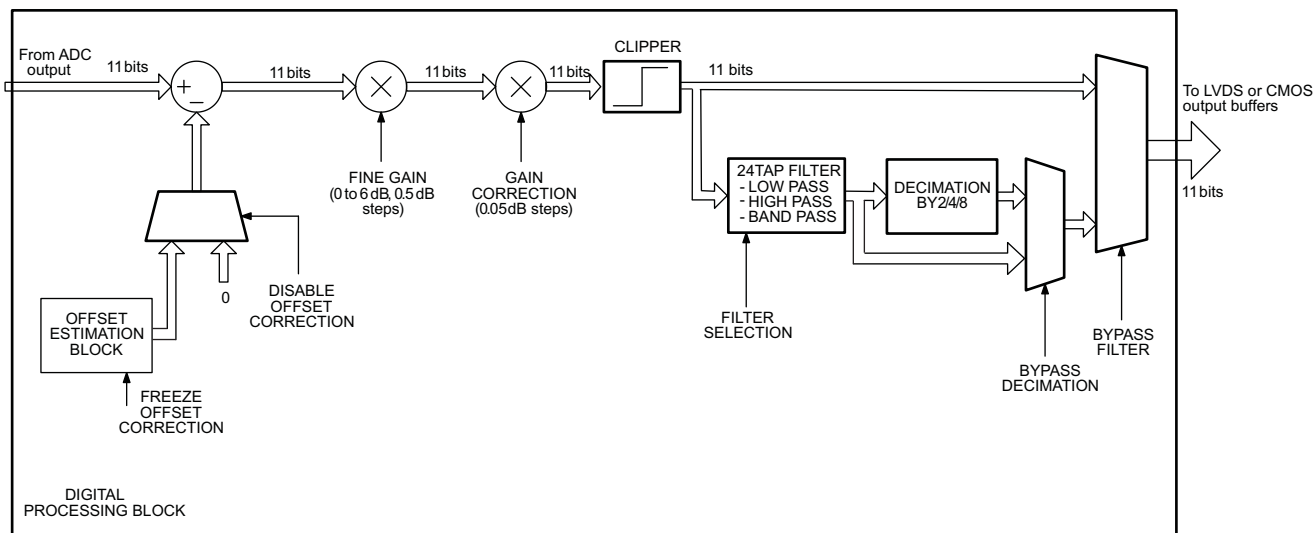 From ADC
output
11 bits
+
−
11 bits
11 bits
11 bits
CLIPPER
11 bits
To LVDS or CMOS
output buffers
11 bits
FINE GAIN
(0 to 6 dB, 0.5 dB
steps)
GAIN
CORRECTION
(0.05 dB steps)
24TAP FILTER
- LOW PASS
- HIGH PASS
- BAND PASS
DECIMATION
BY2/4/8
0
DISABLE
OFFSET
CORRECTION
OFFSET
ESTIMATION
BLOCK
FREEZE
OFFSET
CORRECTION
FILTER
SELECTION
BYPASS
DECIMATION
BYPASS
FILTER
DIGITAL
PROCESSING BLOCK